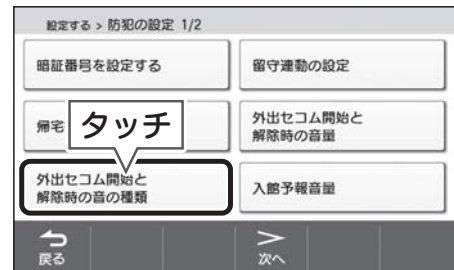 設定する > 防犯の設定 1/2
暗証番号を設定する
留守連動の設定
帰宅
タッチ
外出セコム開始と
解除時の音量
外出セコム開始と
解除時の音の種類
入館予報音量
戻る
次へ